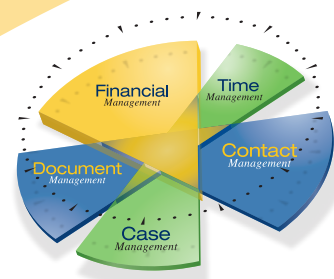 Financial
Management
Time
Management
Contact
Management
Document
Management
Case
Management